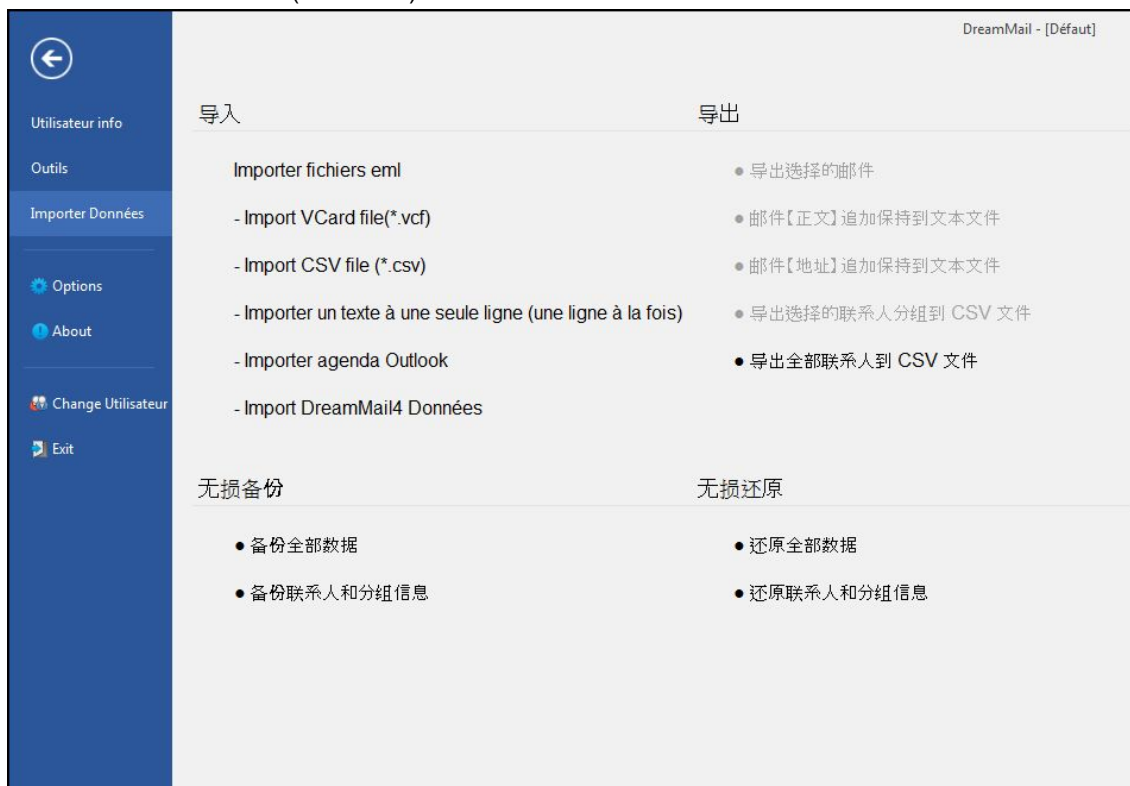 DreamMail - [Défaut]
Utilisateur info
Outils
Importer Données
Options
About
Change Utilisateur
Exit
导入
Importer fichiers eml
- Import VCard file(*.vcf)
- Import CSV file (*.csv)
- Importer un texte à une seule ligne (une ligne à la fois)
- Importer agenda Outlook
- Import DreamMail4 Données
导出
● 导出选择的邮件
● 邮件【正文】追加保持到文本文件
● 邮件【地址】追加保持到文本文件
● 导出选择的联系人分组到 CSV 文件
● 导出全部联系人到 CSV 文件
无损备份
● 备份全部数据
● 备份联系人和分组信息
无损还原
● 还原全部数据
● 还原联系人和分组信息